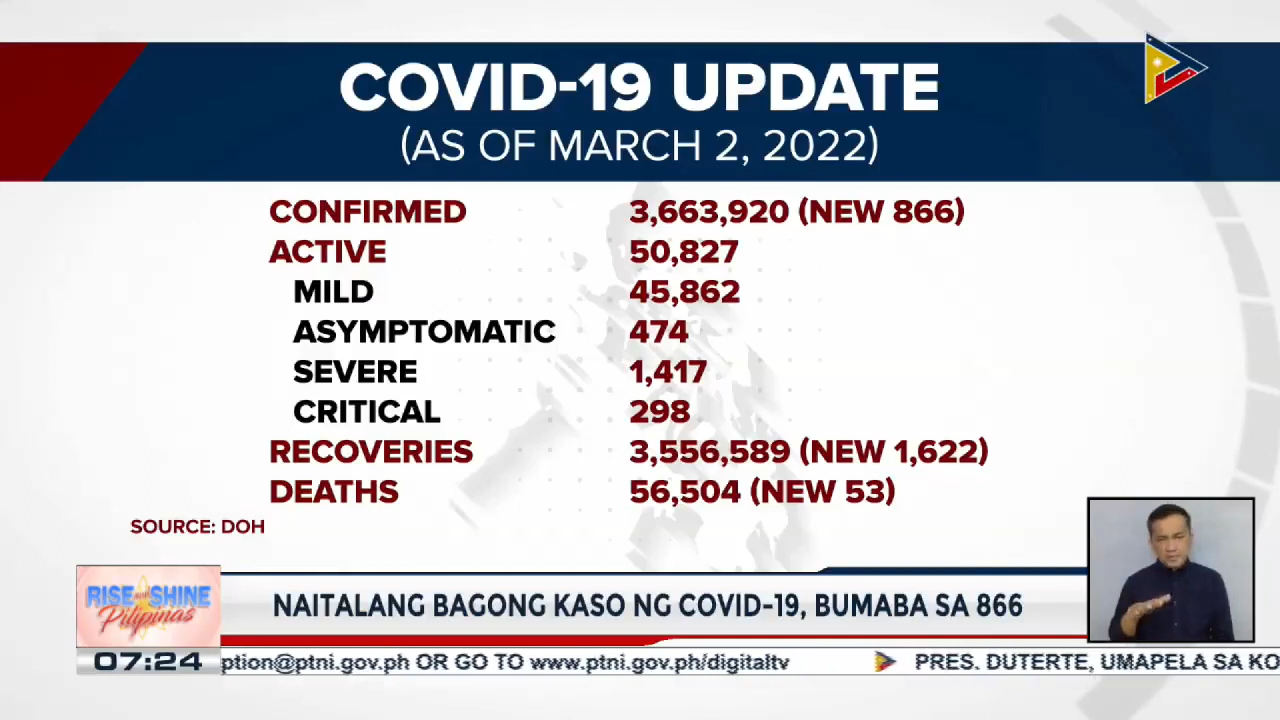 COVID-19 UPDATE
(AS OF MARCH 2, 2022)
CONFIRMED 3,663,920 (NEW 866)
ACTIVE 50,827
MILD 45,862
ASYMPTOMATIC 474
SEVERE 1,417
CRITICAL 298
RECOVERIES 3,556,589 (NEW 1,622)
DEATHS 56,504 (NEW 53)
SOURCE: DOH
RISE and SHINE
Pilipinas
NAITALANG BAGONG KASO NG COVID-19, BUMABA SA 866
07:24 ption@ptni.gov.ph OR GO TO www.ptni.gov.ph/digitaltv PRES. DUTERTE, UMAPELA SA KO